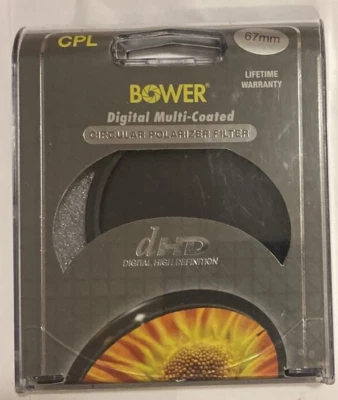 CPL
67mm
LIFETIME
WARRANTY
BOWER®
Digital Multi-Coated
CIRCULAR POLARIZER FILTER
dHD
DIGITAL HIGH DEFINITION